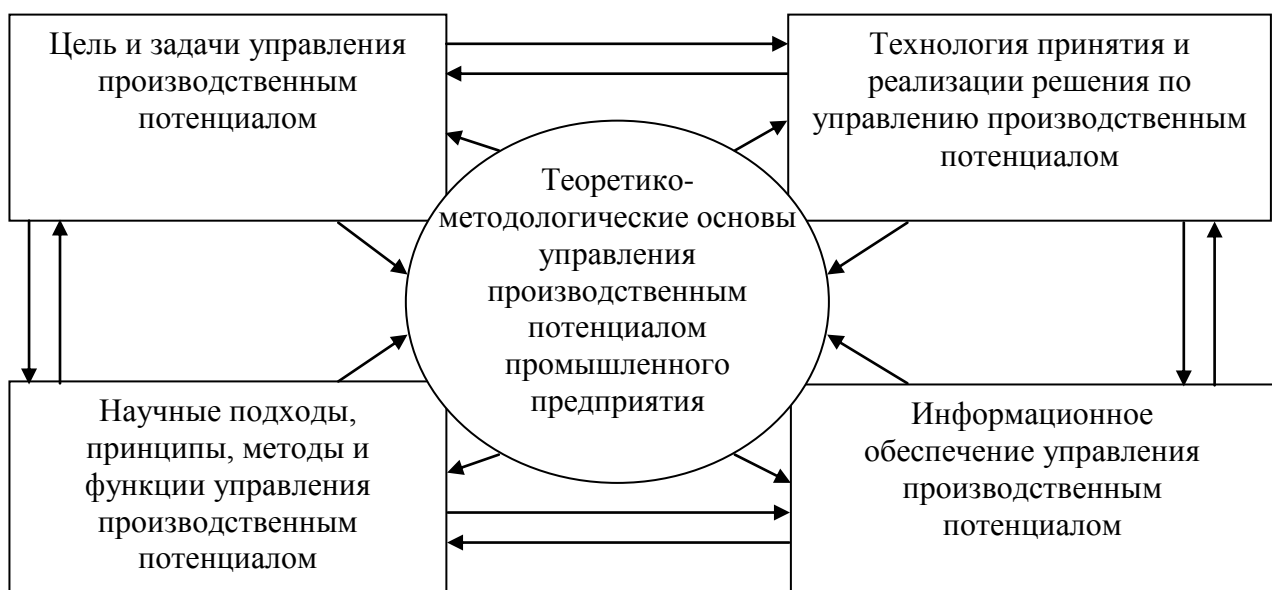 Цель и задачи управления
производственным
потенциалом
Технология принятия и
реализации решения по
управлению производственным
потенциалом
Теоретико-
методологические основы
управления
производственным
потенциалом
промышленного
предприятия
Научные подходы,
принципы, методы и
функции управления
производственным
потенциалом
Информационное
обеспечение управления
производственным
потенциалом